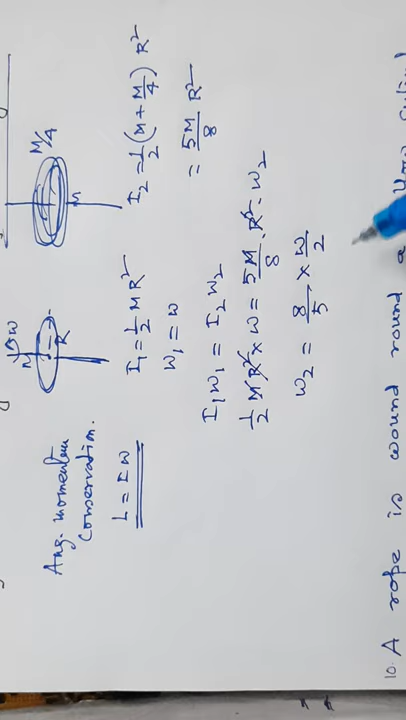 M/4
M
ω
M
R
Ang. momentum
conservation.
L = Iω
I₁ = 1/2 MR²
ω₁ = ω
I₂ = 1/2 (M + M/4) R²
= 5M/8 R²
I₁ω₁ = I₂ω₂
1/2 MR² × ω = 5M/8 · R² · ω₂
ω₂ = 8/5 × ω/2
10. A rope is wound round a